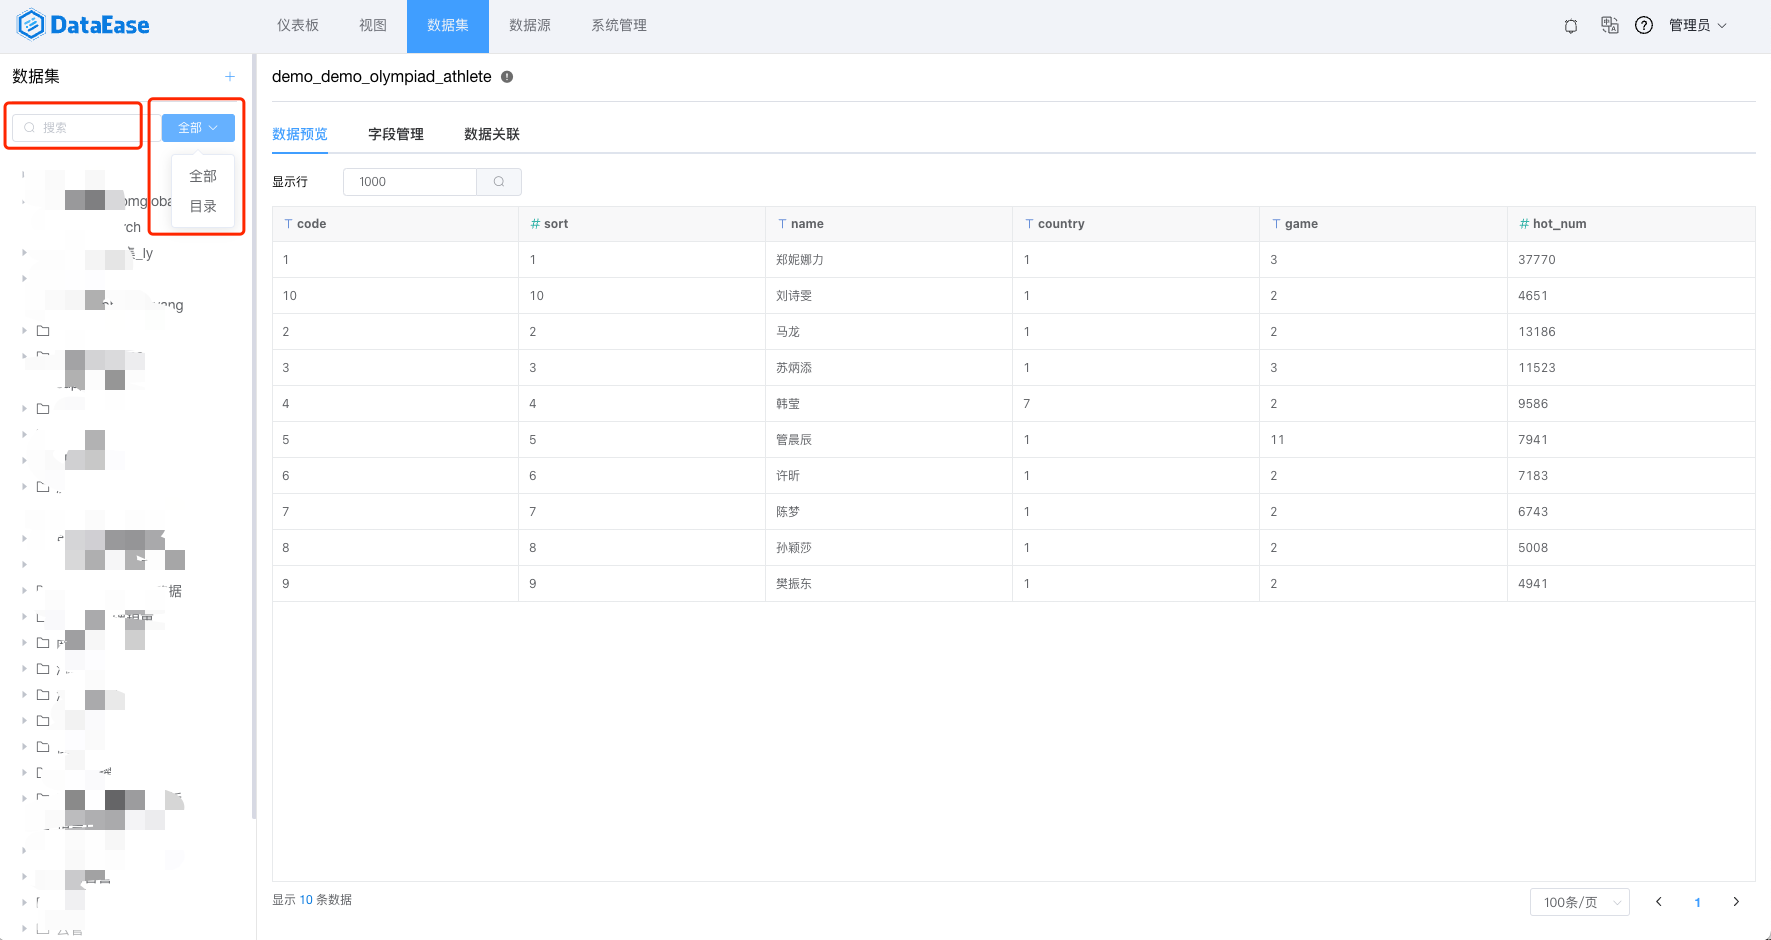 DataEase
仪表板 视图 数据集 数据源 系统管理
管理员
数据集
搜索
全部
全部
目录
demo_demo_olympiad_athlete
数据预览 字段管理 数据关联
显示行 1000
code sort name country game hot_num
1 1 郑妮娜力 1 3 37770
10 10 刘诗雯 1 2 4651
2 2 马龙 1 2 13186
3 3 苏炳添 1 3 11523
4 4 韩莹 7 2 9586
5 5 管晨辰 1 11 7941
6 6 许昕 1 2 7183
7 7 陈梦 1 2 6743
8 8 孙颖莎 1 2 5008
9 9 樊振东 1 2 4941
显示 10 条数据
100条/页
1